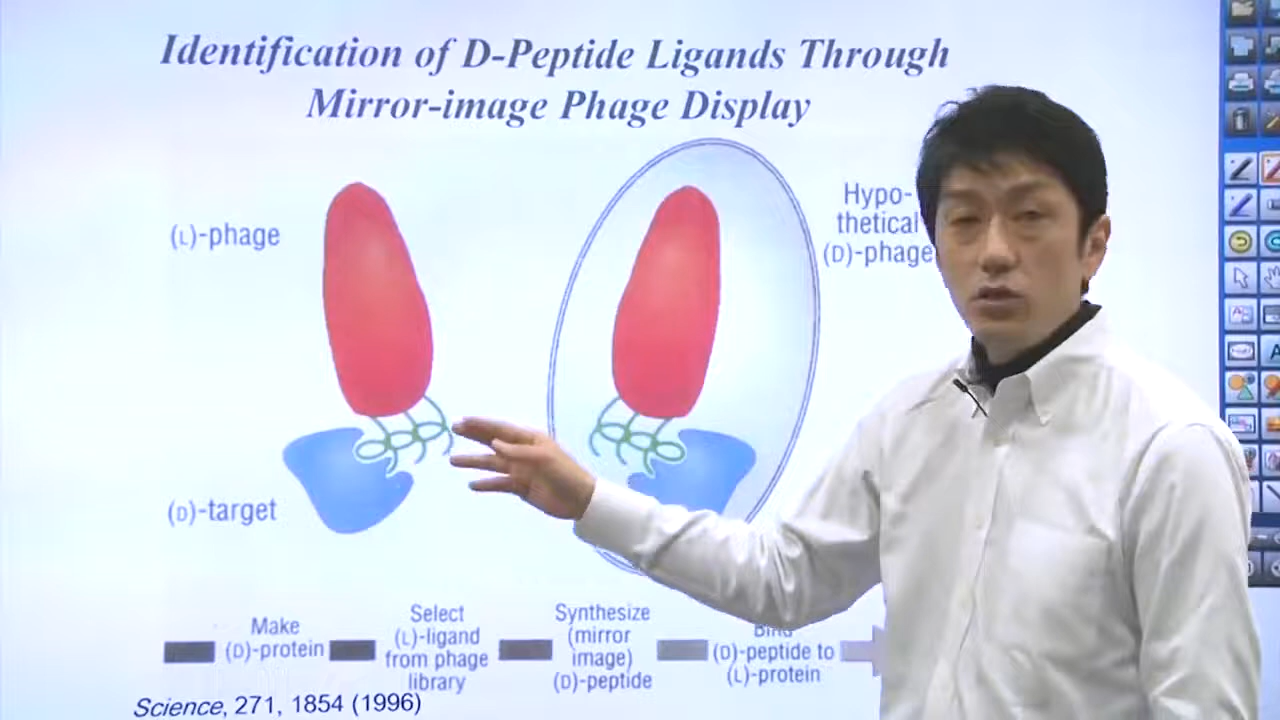 Identification of D-Peptide Ligands Through
Mirror-image Phage Display
(L)-phage
Hypo-
thetical
(D)-phage
(D)-target
Make
(D)-protein
Select
(L)-ligand
from phage
library
Synthesize
(mirror
image)
(D)-peptide
Bind
(D)-peptide to
(L)-protein
Science, 271, 1854 (1996)